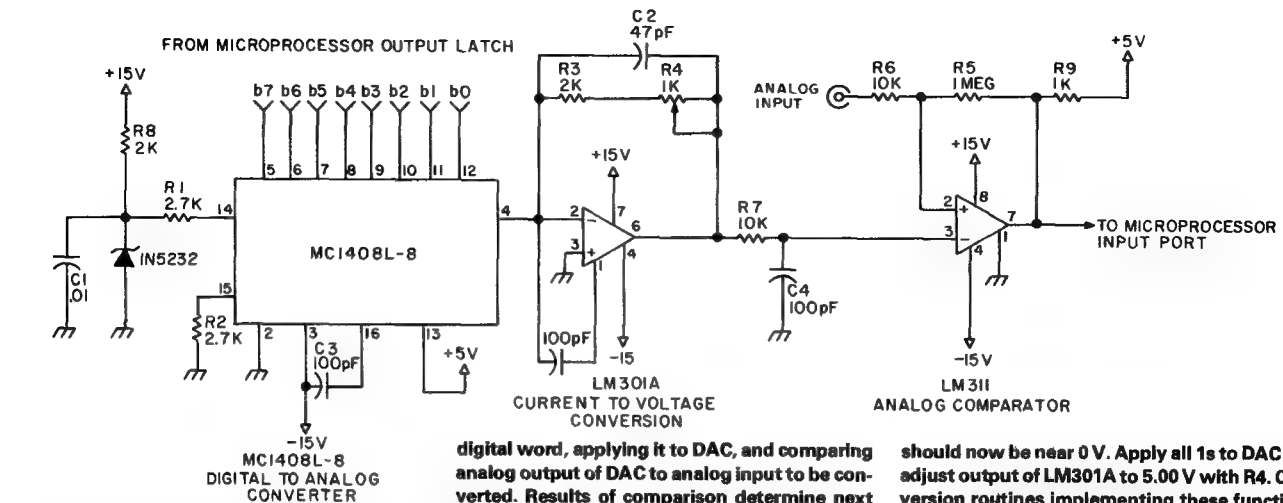 FROM MICROPROCESSOR OUTPUT LATCH
+15V
R8
2K
b7 b6 b5 b4 b3 b2 b1 b0
5 6 7 8 9 10 11 12
R1
2.7K
14
MC1408L-8
4
IN5232
C1
.01
15
R2
2.7K
2
3
16
13
C3
100pF
+5V
-15V
MC1408L-8
DIGITAL TO ANALOG
CONVERTER
C2
47pF
R3
2K
R4
1K
+15V
2
-
7
6
3
+
1
4
100pF
-15
LM301A
CURRENT TO VOLTAGE
CONVERSION
R7
10K
C4
100pF
ANALOG
INPUT
R6
10K
R5
1MEG
R9
1K
+5V
+15V
2
+
8
7
3
-
4
1
-15V
TO MICROPROCESSOR
INPUT PORT
LM311
ANALOG COMPARATOR
digital word, applying it to DAC, and comparing
analog output of DAC to analog input to be con-
verted. Results of comparison determine next
should now be near 0 V. Apply all 1s to DAC
adjust output of LM301A to 5.00 V with R4. C
version routines implementing these functi